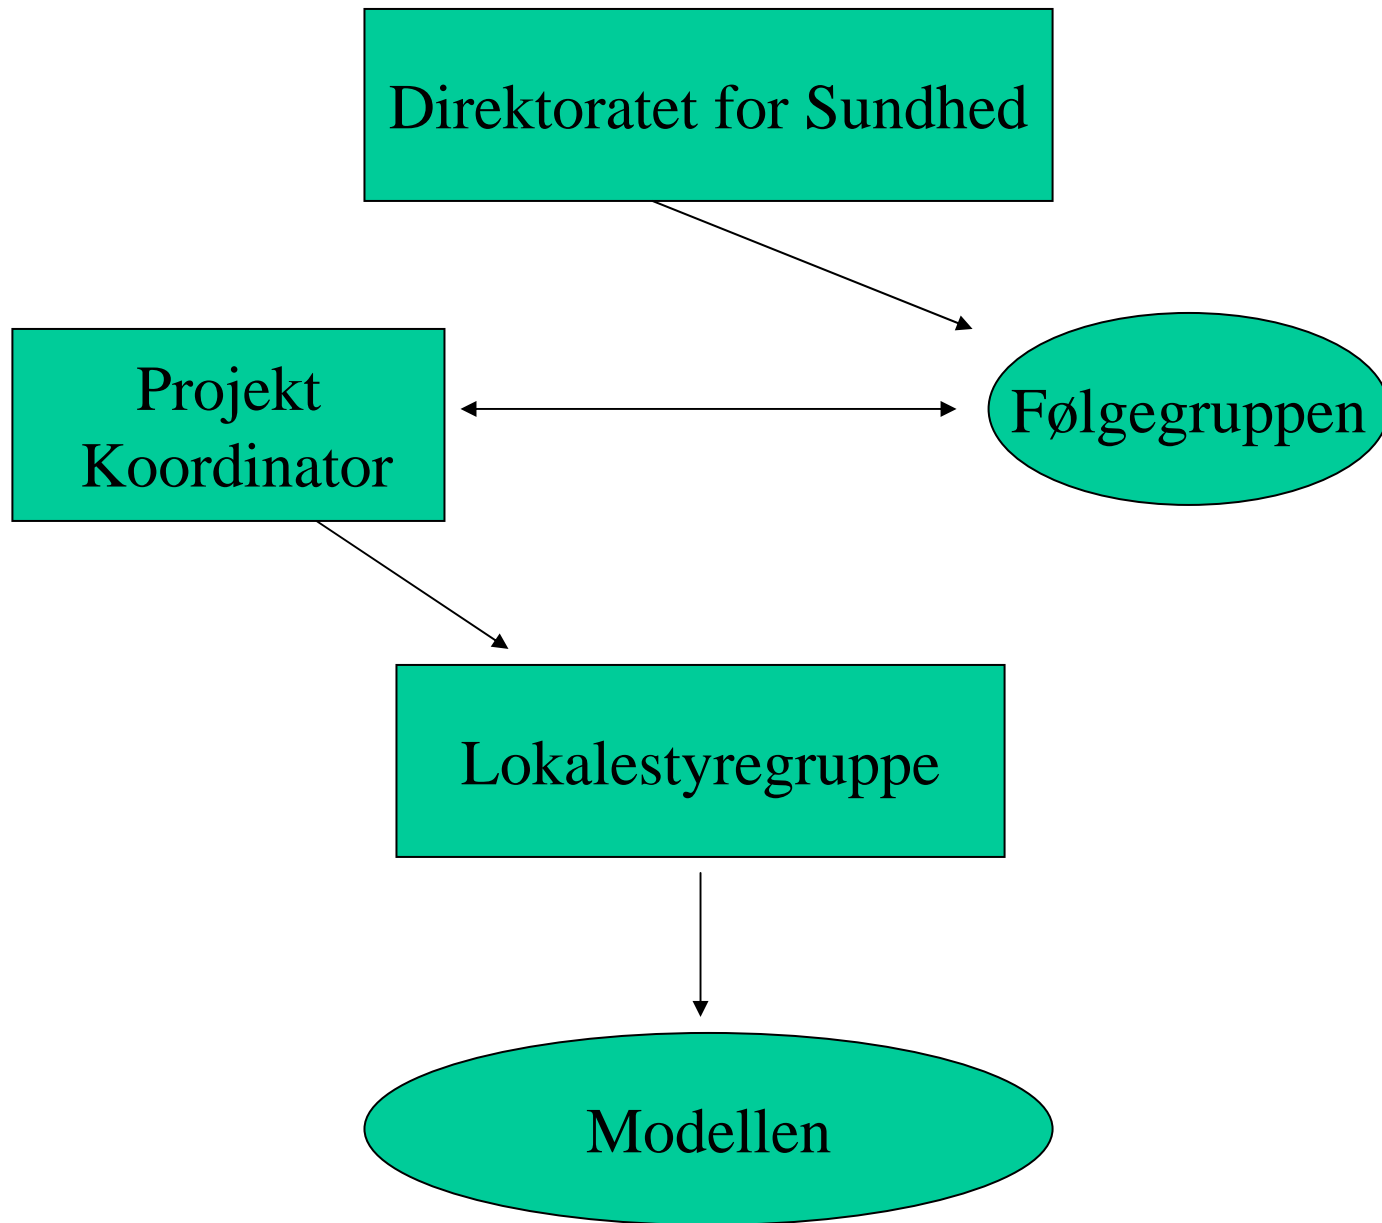 Direktoratet for Sundhed
Projekt
Koordinator
Følgegruppen
Lokalestyregruppe
Modellen